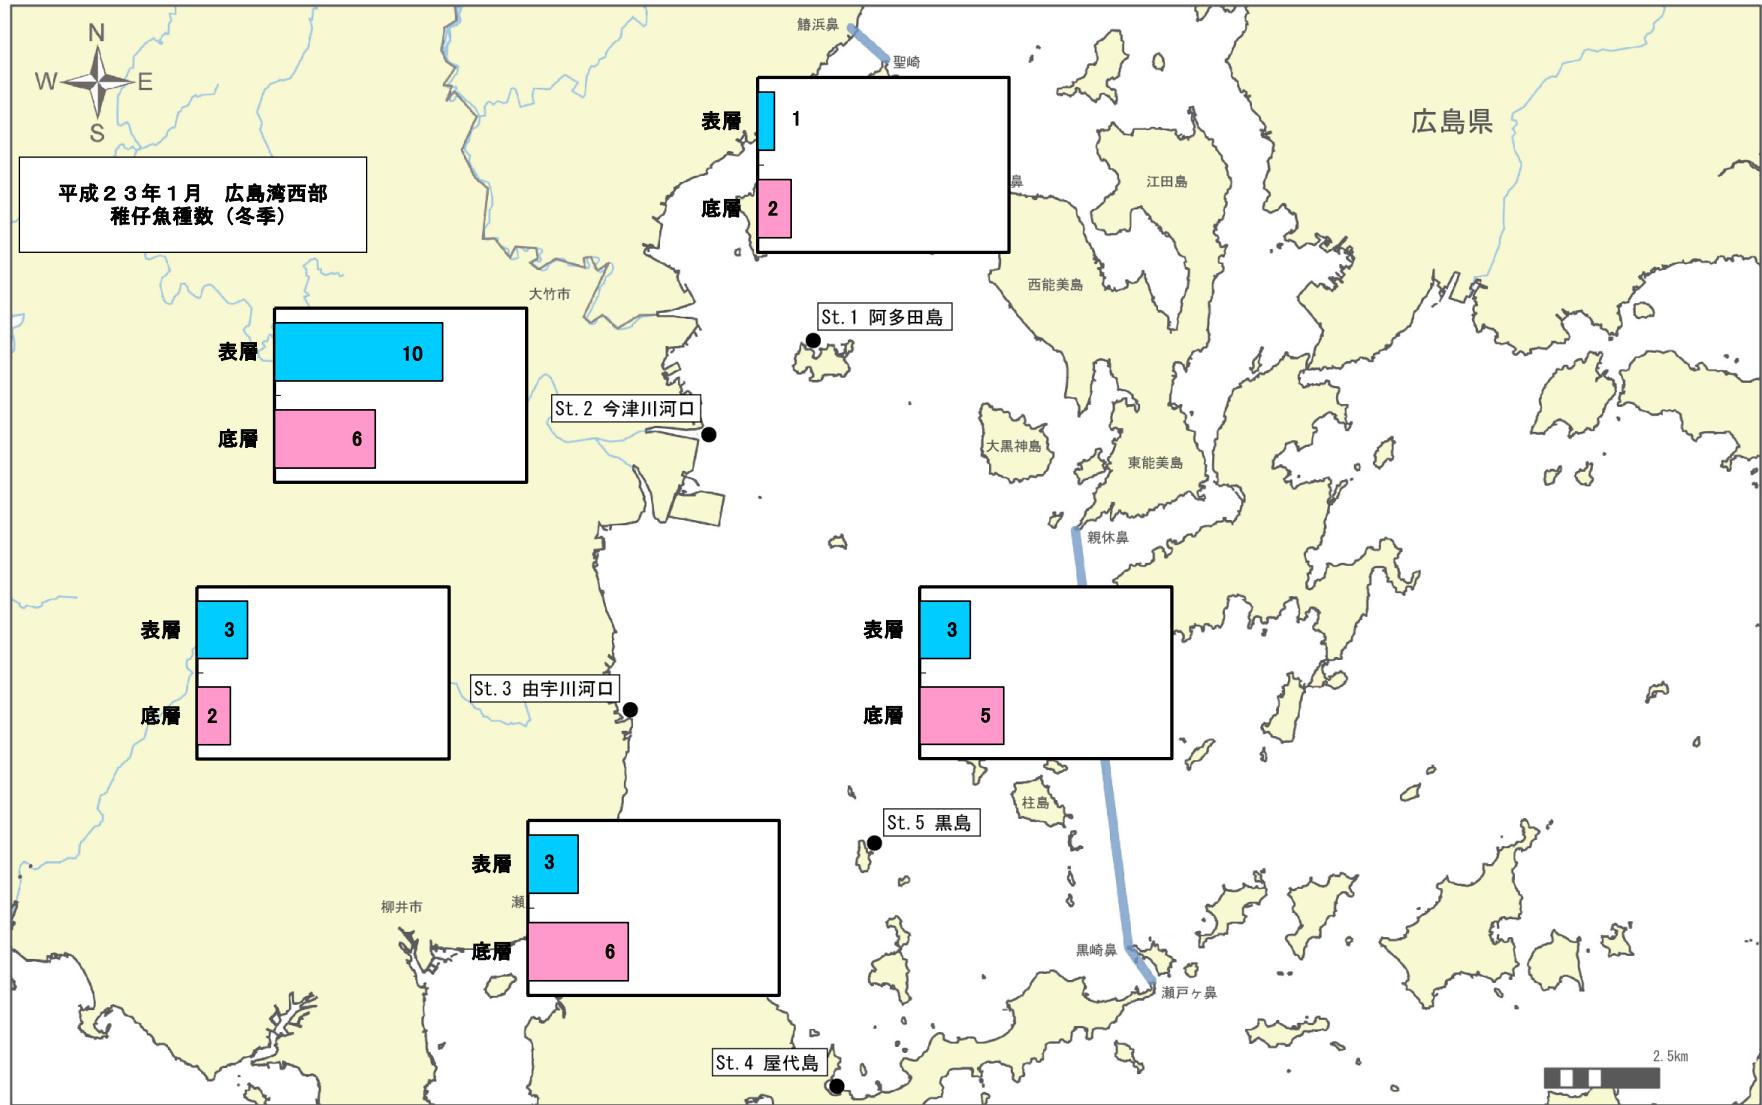 鰆浜鼻
聖崎
N
W
E
S
広島県
表層
1
底層
2
鼻
江田島
平成23年1月 広島湾西部
稚仔魚種数（冬季）
西能美島
大竹市
St.1 阿多田島
表層
10
底層
6
St.2 今津川河口
大黒神島
東能美島
親休鼻
表層
3
底層
2
St.3 由宇川河口
表層
3
底層
5
柱島
St.5 黒島
表層
3
底層
6
瀬
柳井市
黒崎鼻
瀬戸ヶ鼻
St.4 屋代島
2.5km